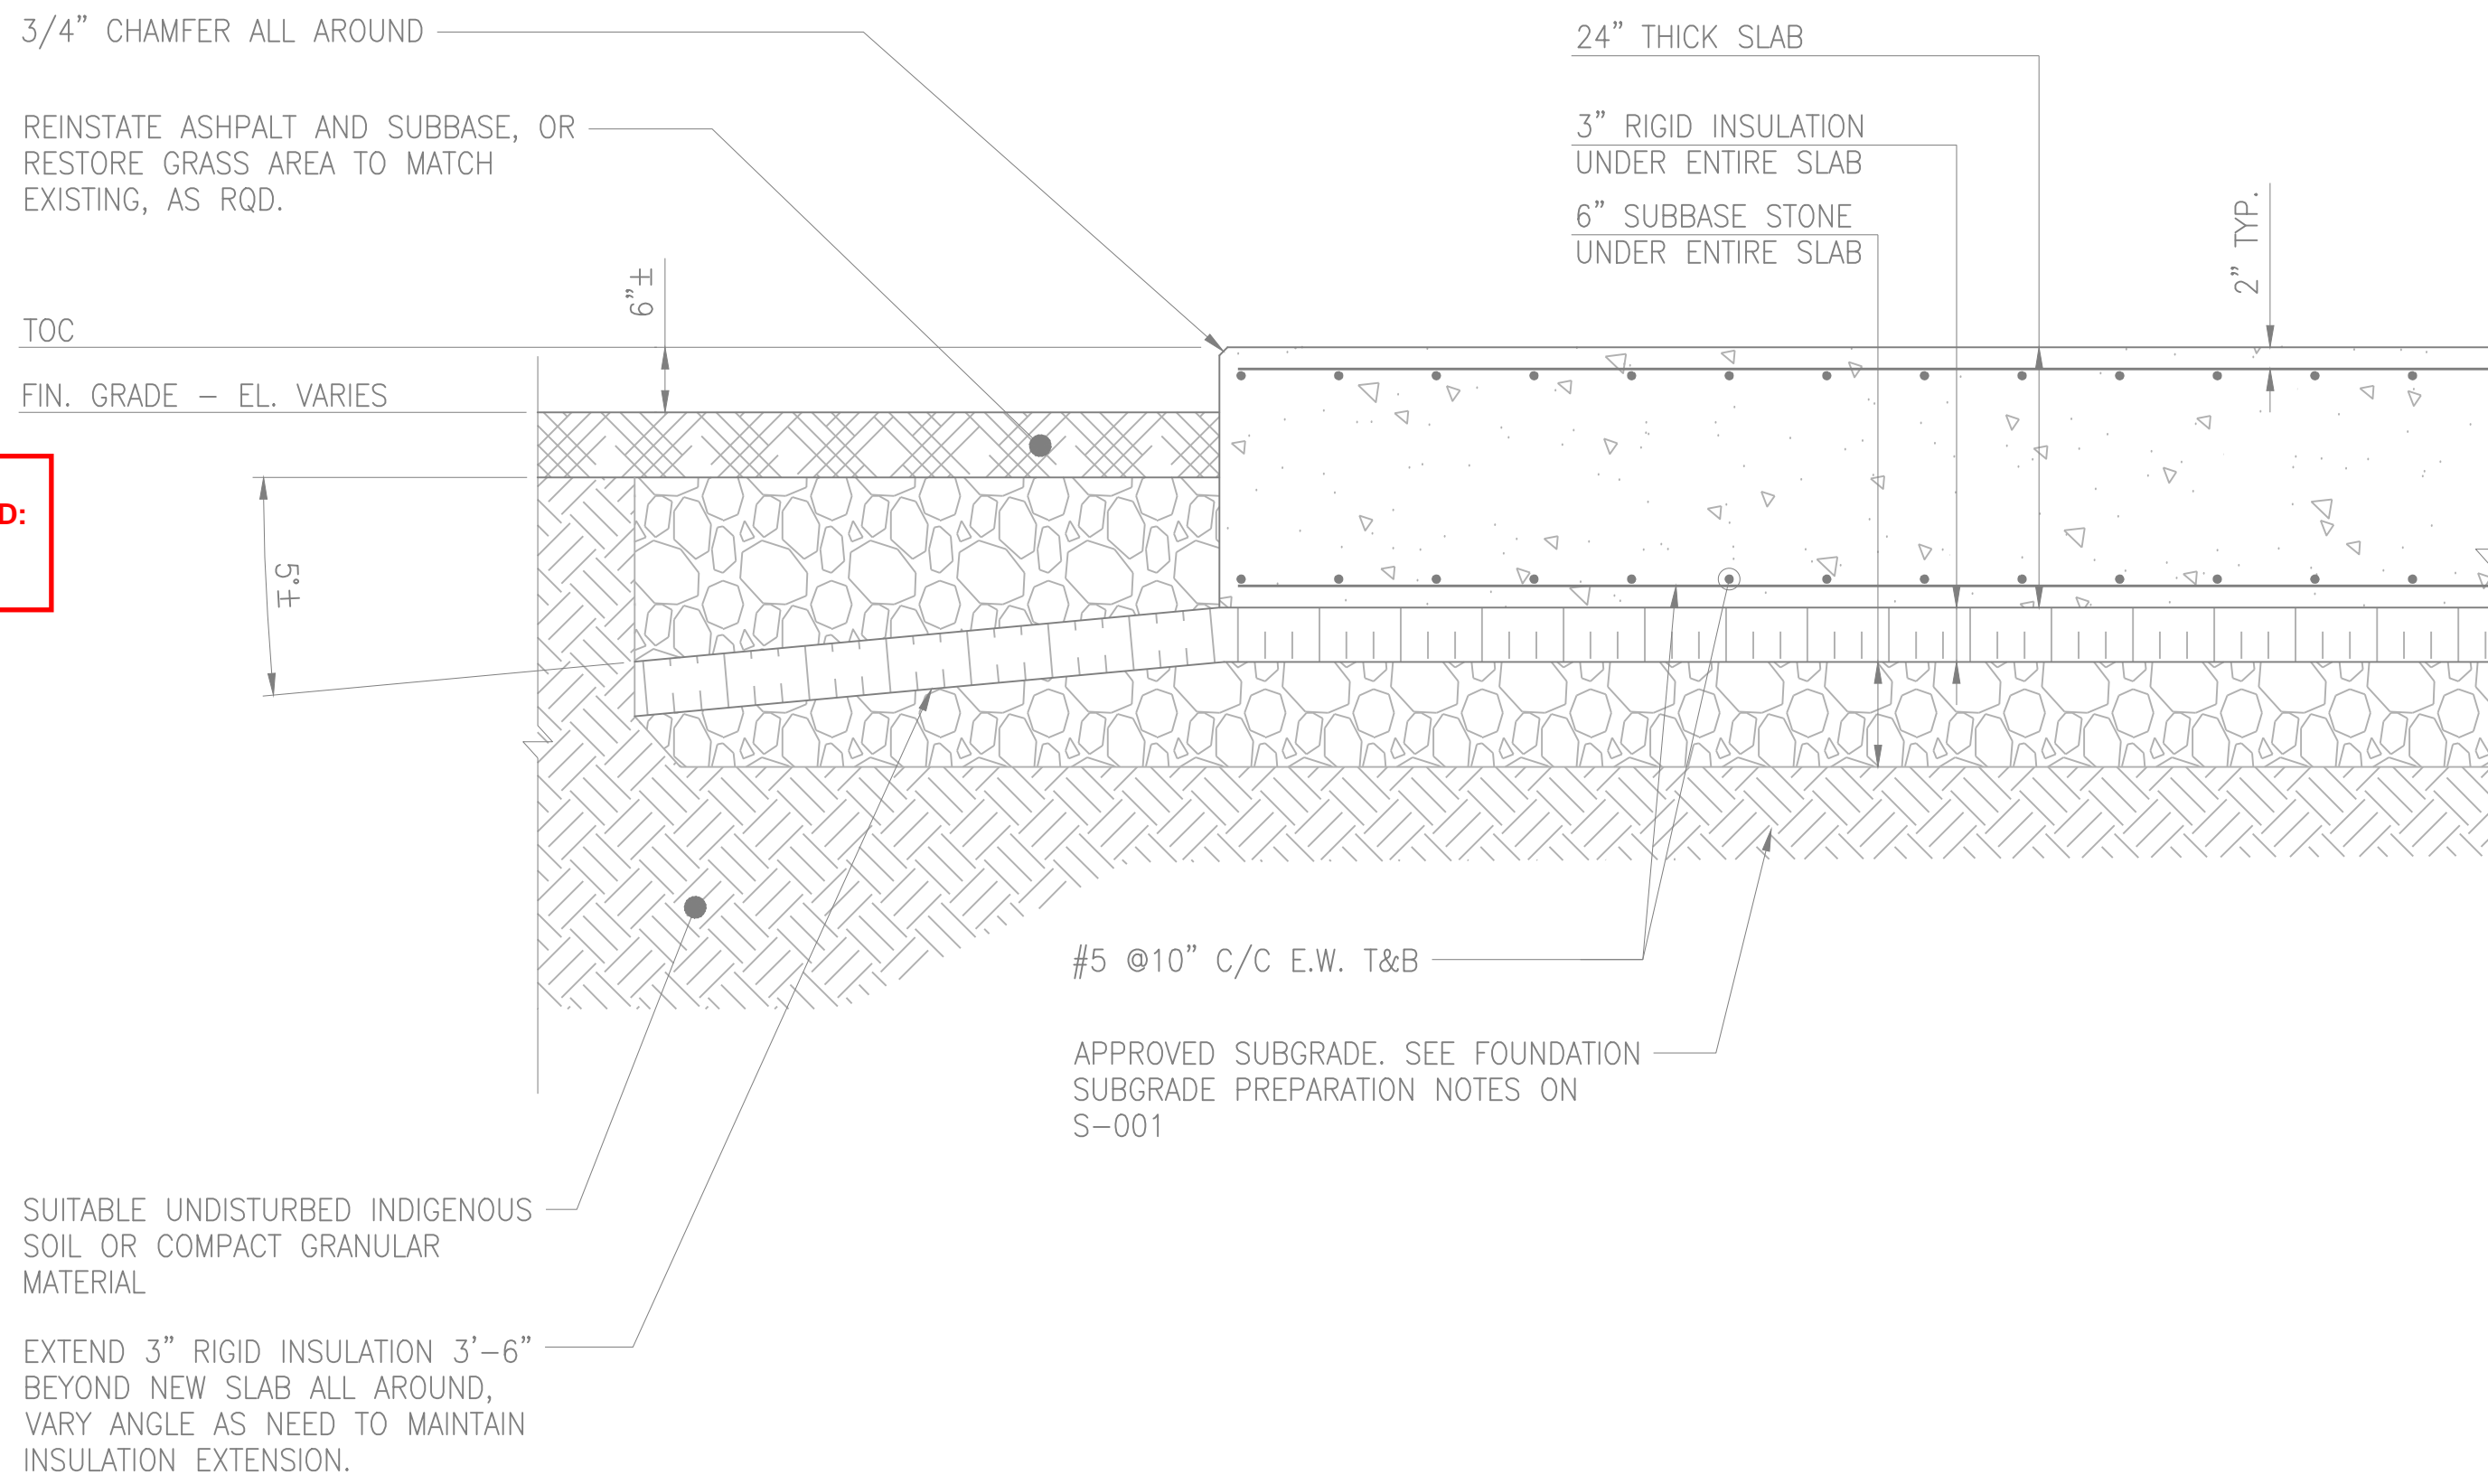 3/4" CHAMFER ALL AROUND
REINSTATE ASHPALT AND SUBBASE, OR
RESTORE GRASS AREA TO MATCH
EXISTING, AS RQD.
24" THICK SLAB
3" RIGID INSULATION
UNDER ENTIRE SLAB
6" SUBBASE STONE
UNDER ENTIRE SLAB
2" TYP.
6"±
TOC
FIN. GRADE – EL. VARIES
D:
5°±
#5 @10" C/C E.W. T&B
APPROVED SUBGRADE. SEE FOUNDATION
SUBGRADE PREPARATION NOTES ON
S–001
SUITABLE UNDISTURBED INDIGENOUS
SOIL OR COMPACT GRANULAR
MATERIAL
EXTEND 3" RIGID INSULATION 3'–6"
BEYOND NEW SLAB ALL AROUND,
VARY ANGLE AS NEED TO MAINTAIN
INSULATION EXTENSION.